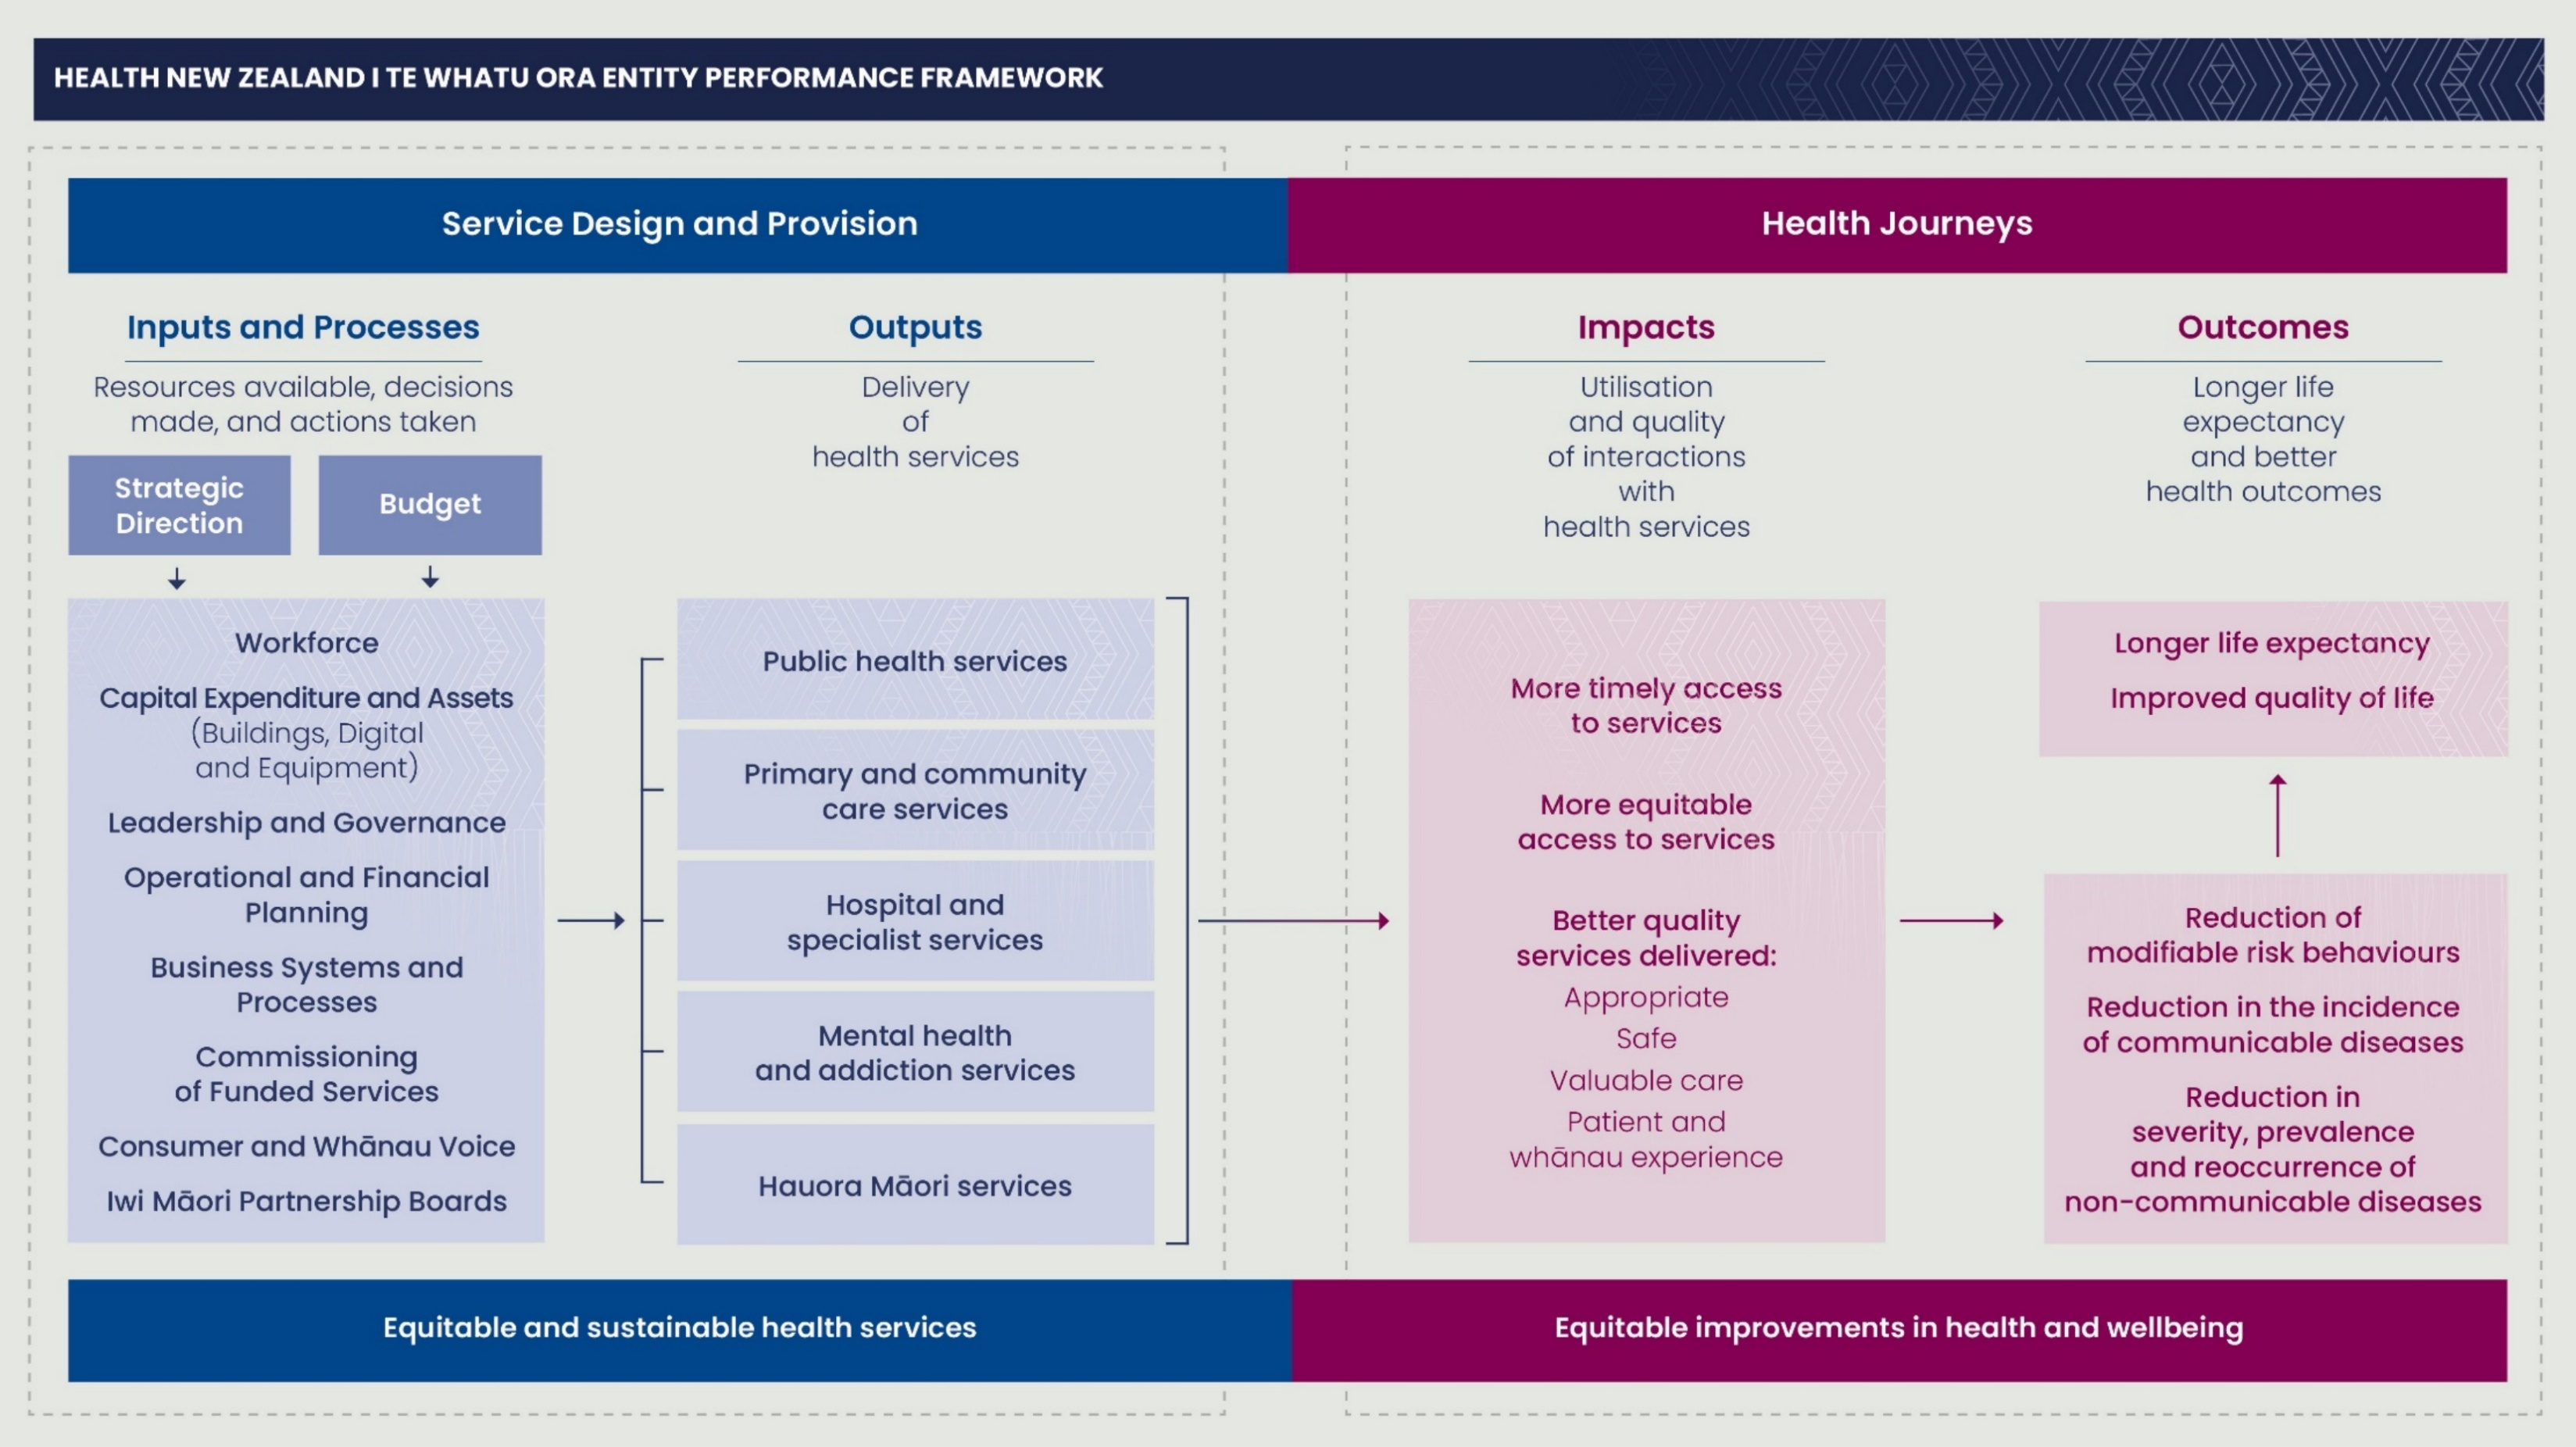 HEALTH NEW ZEALAND I TE WHATU ORA ENTITY PERFORMANCE FRAMEWORK
Service Design and Provision
Health Journeys
Inputs and Processes
Resources available, decisions
made, and actions taken
Strategic
Direction
Budget
Workforce
Capital Expenditure and Assets
(Buildings, Digital
and Equipment)
Leadership and Governance
Operational and Financial
Planning
Business Systems and
Processes
Commissioning
of Funded Services
Consumer and Whānau Voice
Iwi Māori Partnership Boards
Outputs
Delivery
of
health services
Public health services
Primary and community
care services
Hospital and
specialist services
Mental health
and addiction services
Hauora Māori services
Impacts
Utilisation
and quality
of interactions
with
health services
More timely access
to services
More equitable
access to services
Better quality
services delivered:
Appropriate
Safe
Valuable care
Patient and
whānau experience
Outcomes
Longer life
expectancy
and better
health outcomes
Longer life expectancy
Improved quality of life
Reduction of
modifiable risk behaviours
Reduction in the incidence
of communicable diseases
Reduction in
severity, prevalence
and reoccurrence of
non-communicable diseases
Equitable and sustainable health services
Equitable improvements in health and wellbeing